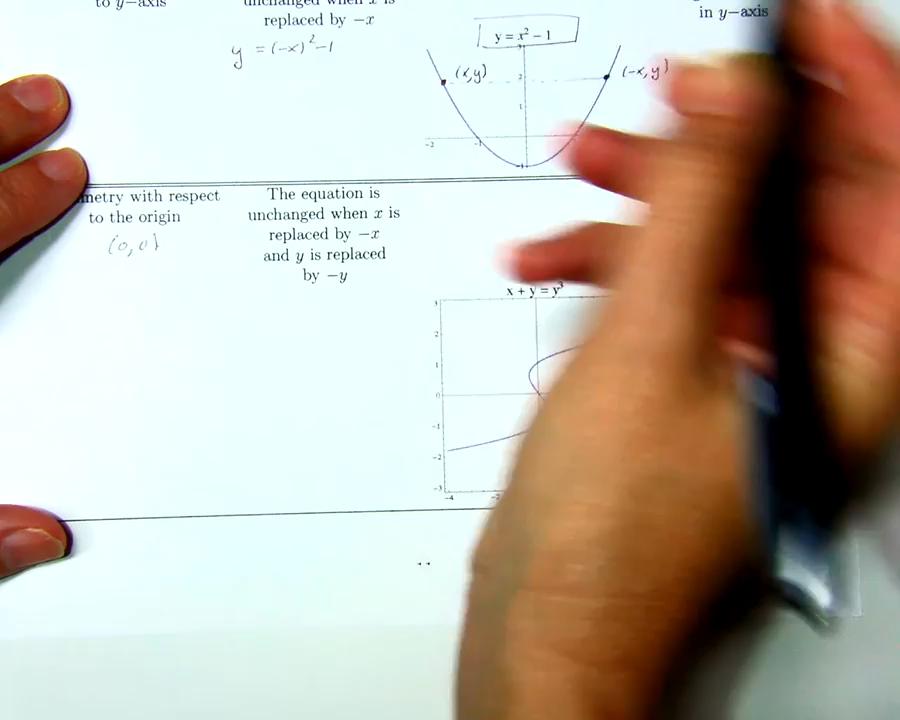 to y−axis
unchanged when x is
replaced by −x
y = (−x)² −1
y = x² − 1
(x,y)
(−x, y)
in y−axis
3
2
1
−2
−1
−1
metry with respect
to the origin
(0, 0)
The equation is
unchanged when x is
replaced by −x
and y is replaced
by −y
x + y = y³
3
2
1
0
−1
−2
−3
−4